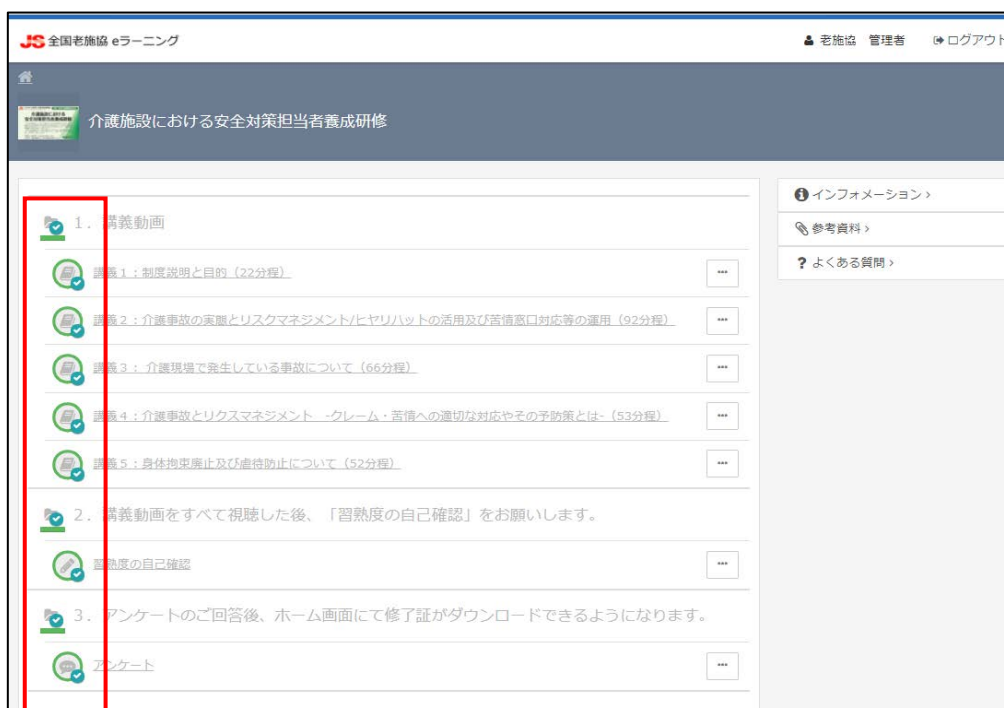 JS 全国老施協 eラーニング
老施協 管理者 ログアウト
介護施設における安全対策担当者養成研修
1. 講義動画
講義1：制度説明と目的（22分程）
講義2：介護事故の実態とリスクマネジメント/ヒヤリハットの活用及び苦情窓口対応等の運用（92分程）
講義3： 介護現場で発生している事故について（66分程）
講義4：介護事故とリクスマネジメント -クレーム・苦情への適切な対応やその予防策とは-（53分程）
講義5：身体拘束廃止及び虐待防止について（52分程）
2. 講義動画をすべて視聴した後、「習熟度の自己確認」をお願いします。
習熟度の自己確認
3. アンケートのご回答後、ホーム画面にて修了証がダウンロードできるようになります。
アンケート
インフォメーション ›
参考資料 ›
? よくある質問 ›